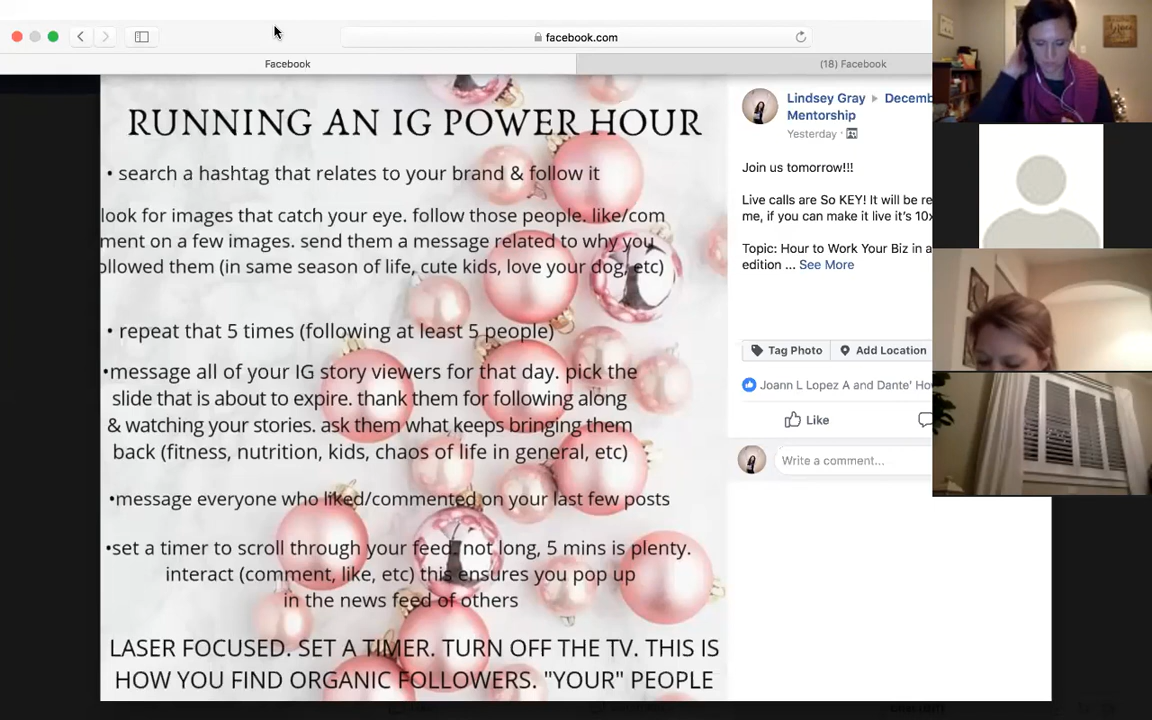 facebook.com
Facebook
(18) Facebook
RUNNING AN IG POWER HOUR
• search a hashtag that relates to your brand & follow it
look for images that catch your eye. follow those people. like/com
ment on a few images. send them a message related to why you
ollowed them (in same season of life, cute kids, love your dog, etc)
• repeat that 5 times (following at least 5 people)
•message all of your IG story viewers for that day. pick the
slide that is about to expire. thank them for following along
& watching your stories. ask them what keeps bringing them
back (fitness, nutrition, kids, chaos of life in general, etc)
•message everyone who liked/commented on your last few posts
•set a timer to scroll through your feed. not long, 5 mins is plenty.
interact (comment, like, etc) this ensures you pop up
in the news feed of others
LASER FOCUSED. SET A TIMER. TURN OFF THE TV. THIS IS
HOW YOU FIND ORGANIC FOLLOWERS. "YOUR" PEOPLE
Lindsey Gray ▸ Decemb
Mentorship
Yesterday ·
Join us tomorrow!!!
Live calls are So KEY! It will be re
me, if you can make it live it's 10x
Topic: Hour to Work Your Biz in a
edition ... See More
Tag Photo
Add Location
Joann L Lopez A and Dante' Ho
Like
Write a comment...